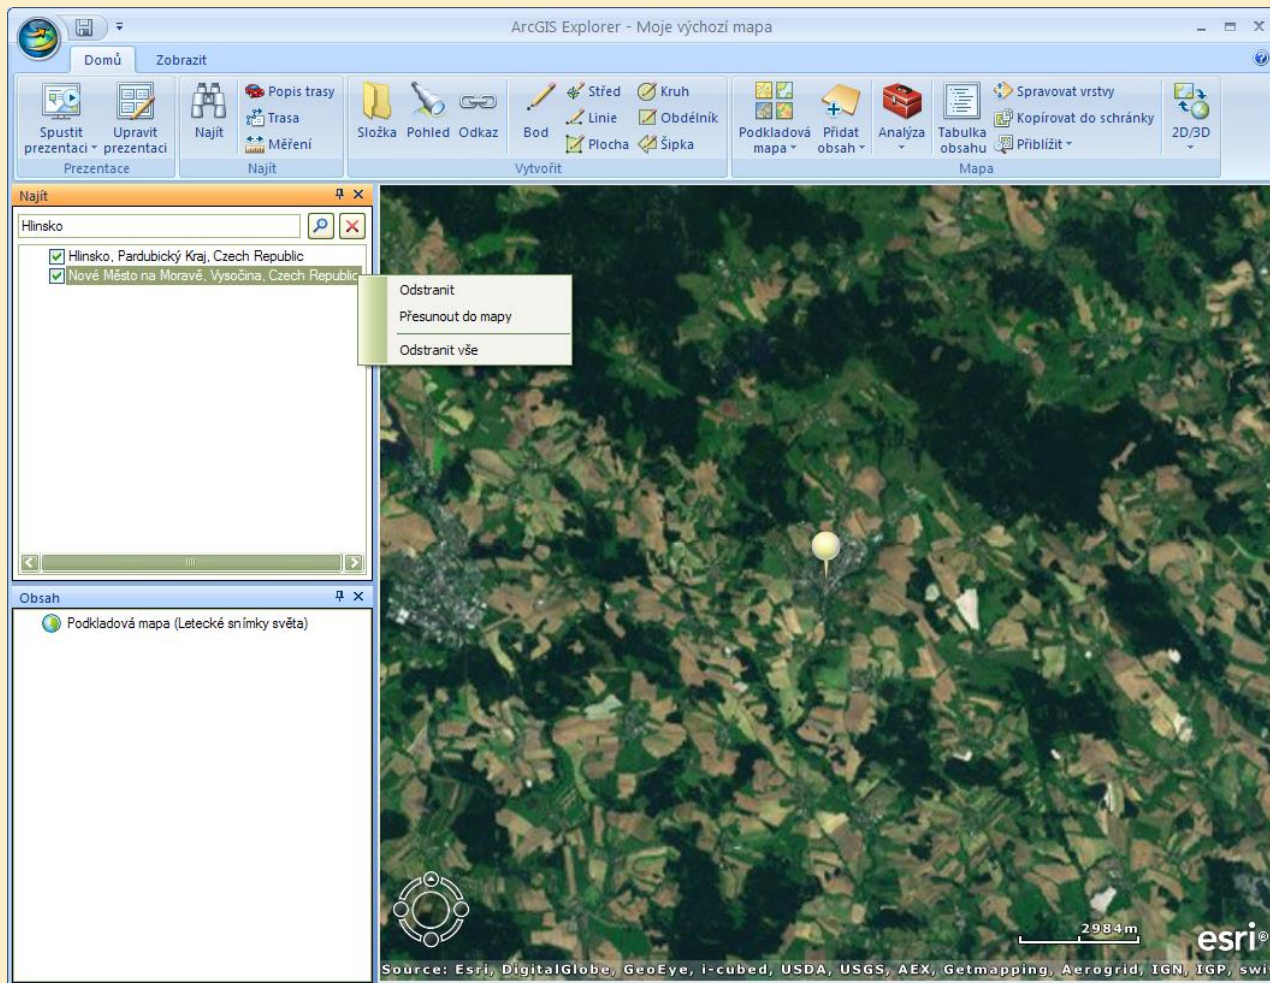 ArcGIS Explorer - Moje výchozí mapa
Domů Zobrazit
Spustit prezentaci
Upravit prezentaci
Prezentace
Najít
Popis trasy
Trasa
Měření
Najít
Složka
Pohled
Odkaz
Bod
Střed
Linie
Plocha
Kruh
Obdélník
Šipka
Vytvořit
Podkladová mapa
Přidat obsah
Analýza
Tabulka obsahu
Spravovat vrstvy
Kopírovat do schránky
Přiblížit
2D/3D
Mapa
Najít
Hlinsko
Hlinsko, Pardubický Kraj, Czech Republic
Nové Město na Moravě, Vysočina, Czech Republic
Odstranit
Přesunout do mapy
Odstranit vše
Obsah
Podkladová mapa (Letecké snímky světa)
2984m
esri®
Source: Esri, DigitalGlobe, GeoEye, i-cubed, USDA, USGS, AEX, Getmapping, Aerogrid, IGN, IGP, swis